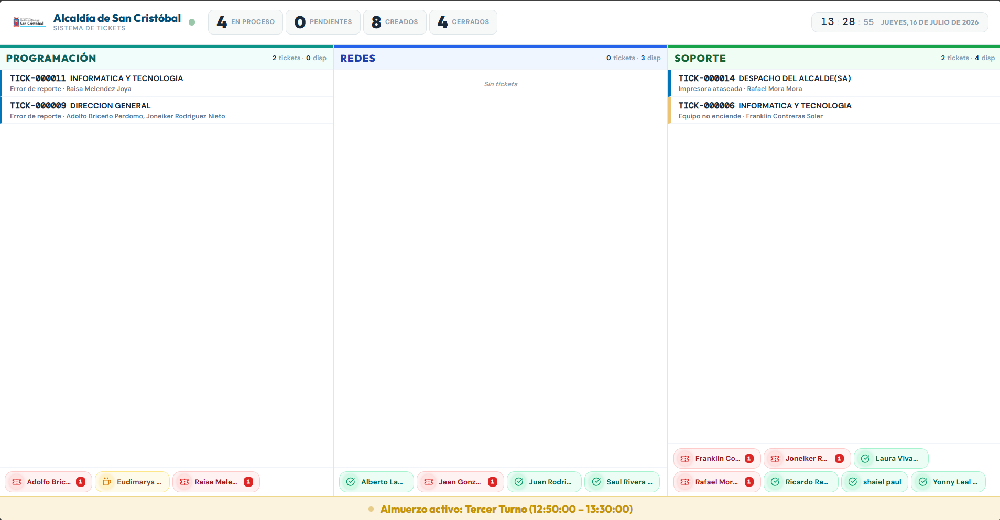 San Cristóbal
Alcaldía de San Cristóbal
SISTEMA DE TICKETS
4 EN PROCESO
0 PENDIENTES
8 CREADOS
4 CERRADOS
13 : 28 : 55 JUEVES, 16 DE JULIO DE 2026
PROGRAMACIÓN
2 tickets · 0 disp
TICK-000011 INFORMATICA Y TECNOLOGIA
Error de reporte · Raisa Melendez Joya
TICK-000009 DIRECCION GENERAL
Error de reporte · Adolfo Briceño Perdomo, Joneiker Rodriguez Nieto
Adolfo Bric... 1
Eudimarys ...
Raisa Mele... 1
REDES
0 tickets · 3 disp
Sin tickets
Alberto La...
Jean Gonz... 1
Juan Rodri...
Saul Rivera ...
SOPORTE
2 tickets · 4 disp
TICK-000014 DESPACHO DEL ALCALDE(SA)
Impresora atascada · Rafael Mora Mora
TICK-000006 INFORMATICA Y TECNOLOGIA
Equipo no enciende · Franklin Contreras Soler
Franklin Co... 1
Joneiker R... 1
Laura Viva...
Rafael Mor... 1
Ricardo Ra...
shaiel paul
Yonny Leal ...
Almuerzo activo: Tercer Turno (12:50:00 – 13:30:00)